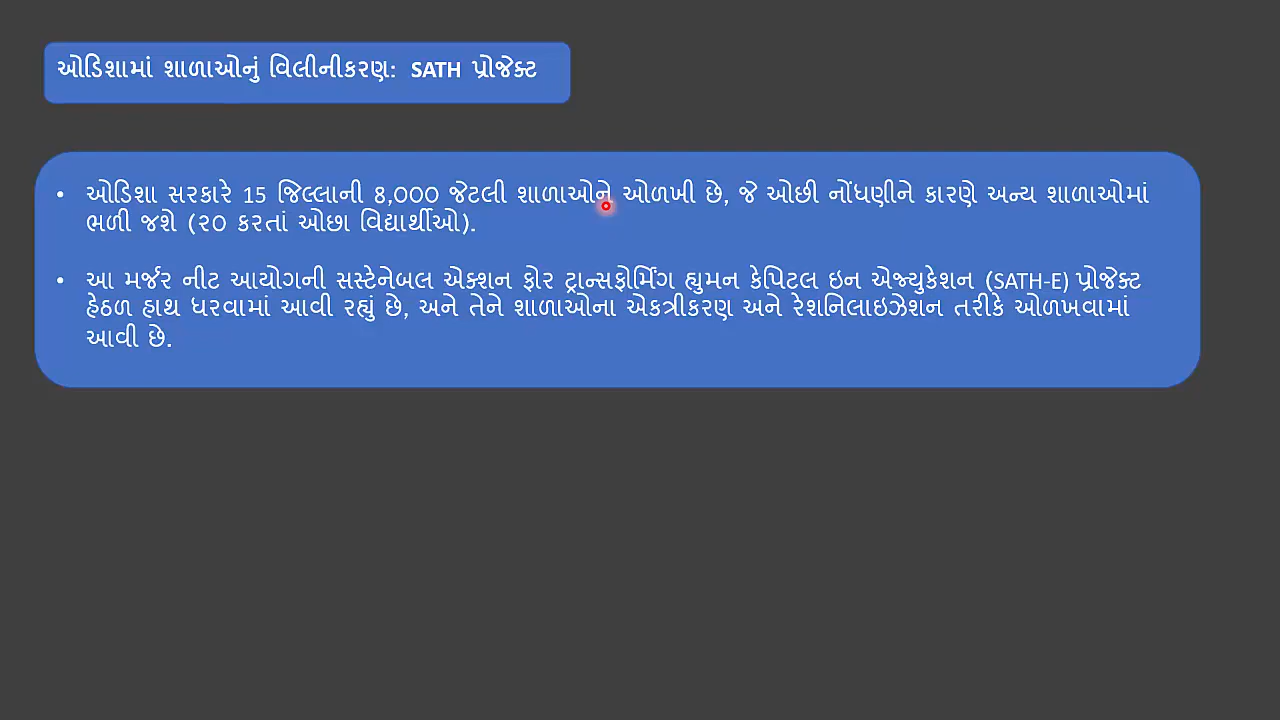 ઓડિશામાં શાળાઓનું વિલીનીકરણ: SATH પ્રોજેક્ટ
• ઓડિશા સરકારે 15 જિલ્લાની 8,000 જેટલી શાળાઓને ઓળખી છે, જે ઓછી નોંધણીને કારણે અન્ય શાળાઓમાં
ભળી જશે (૨૦ કરતાં ઓછા વિદ્યાર્થીઓ).
• આ મર્જર નીટ આયોગની સસ્ટેનેબલ એક્શન ફોર ટ્રાન્સફોર્મિંગ હ્યુમન કેપિટલ ઇન એજ્યુકેશન (SATH-E) પ્રોજેક્ટ
હેઠળ હાથ ધરવામાં આવી રહ્યું છે, અને તેને શાળાઓના એકત્રીકરણ અને રેશનિલાઇઝેશન તરીકે ઓળખવામાં
આવી છે.